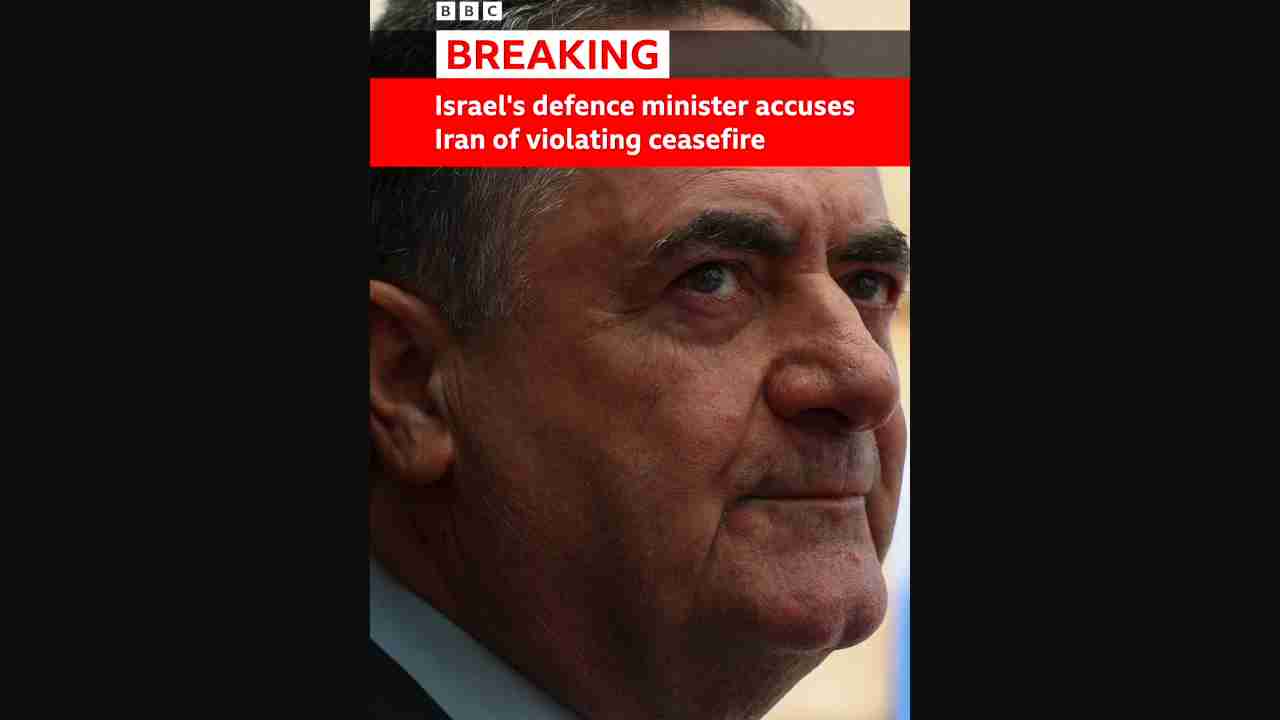 BBC
BREAKING
Israel's defence minister accuses
Iran of violating ceasefire